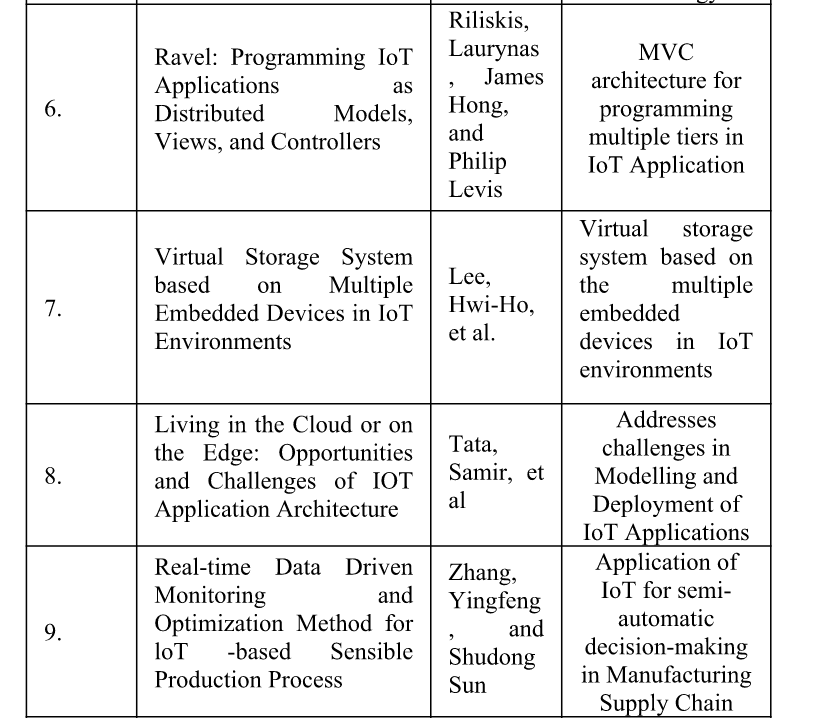 6.
Ravel: Programming IoT
Applications as
Distributed Models,
Views, and Controllers
Riliskis,
Laurynas
, James
Hong,
and
Philip
Levis
MVC
architecture for
programming
multiple tiers in
IoT Application
7.
Virtual Storage System
based on Multiple
Embedded Devices in IoT
Environments
Lee,
Hwi-Ho,
et al.
Virtual storage
system based on
the multiple
embedded
devices in IoT
environments
8.
Living in the Cloud or on
the Edge: Opportunities
and Challenges of IOT
Application Architecture
Tata,
Samir, et
al
Addresses
challenges in
Modelling and
Deployment of
IoT Applications
9.
Real-time Data Driven
Monitoring and
Optimization Method for
loT -based Sensible
Production Process
Zhang,
Yingfeng
, and
Shudong
Sun
Application of
IoT for semi-
automatic
decision-making
in Manufacturing
Supply Chain